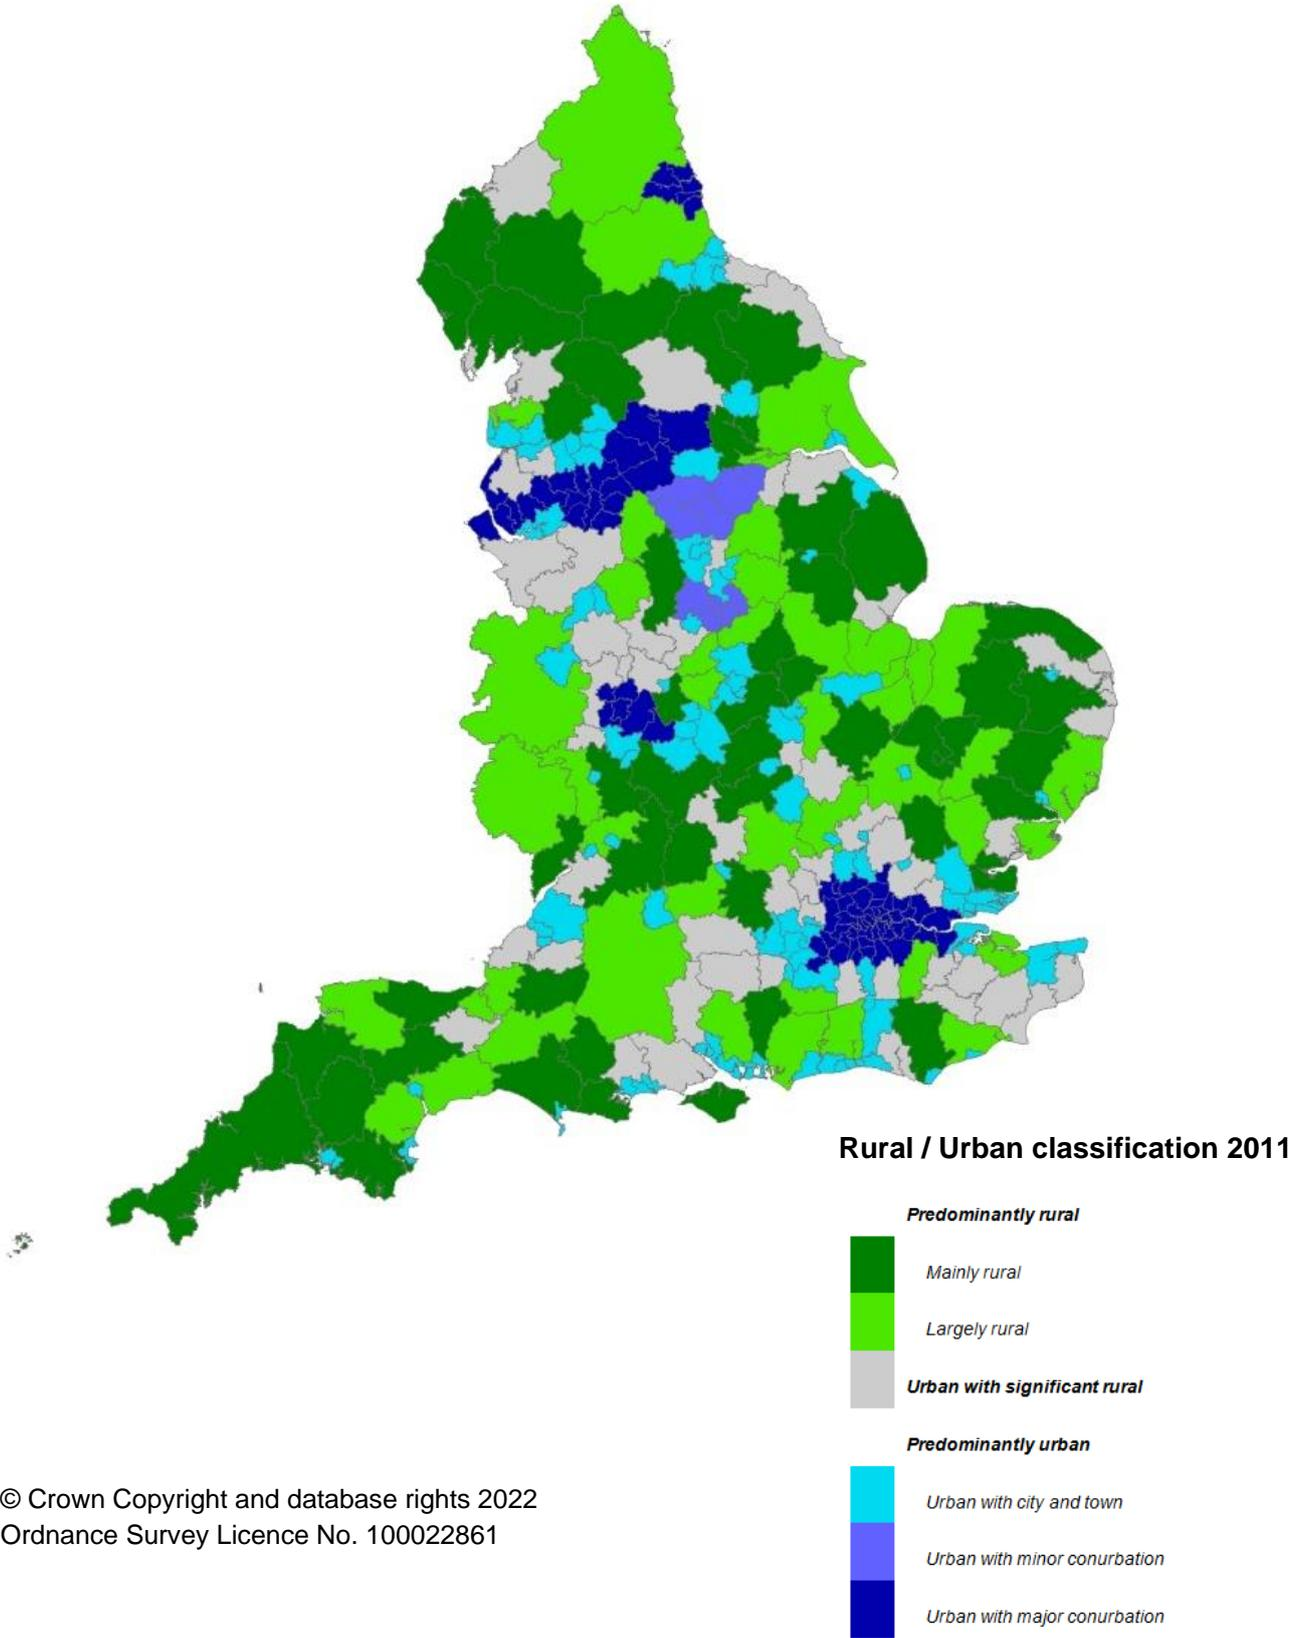 Rural / Urban classification 2011
Predominantly rural
Mainly rural
Largely rural
Urban with significant rural
Predominantly urban
Urban with city and town
Urban with minor conurbation
Urban with major conurbation
© Crown Copyright and database rights 2022
Ordnance Survey Licence No. 100022861